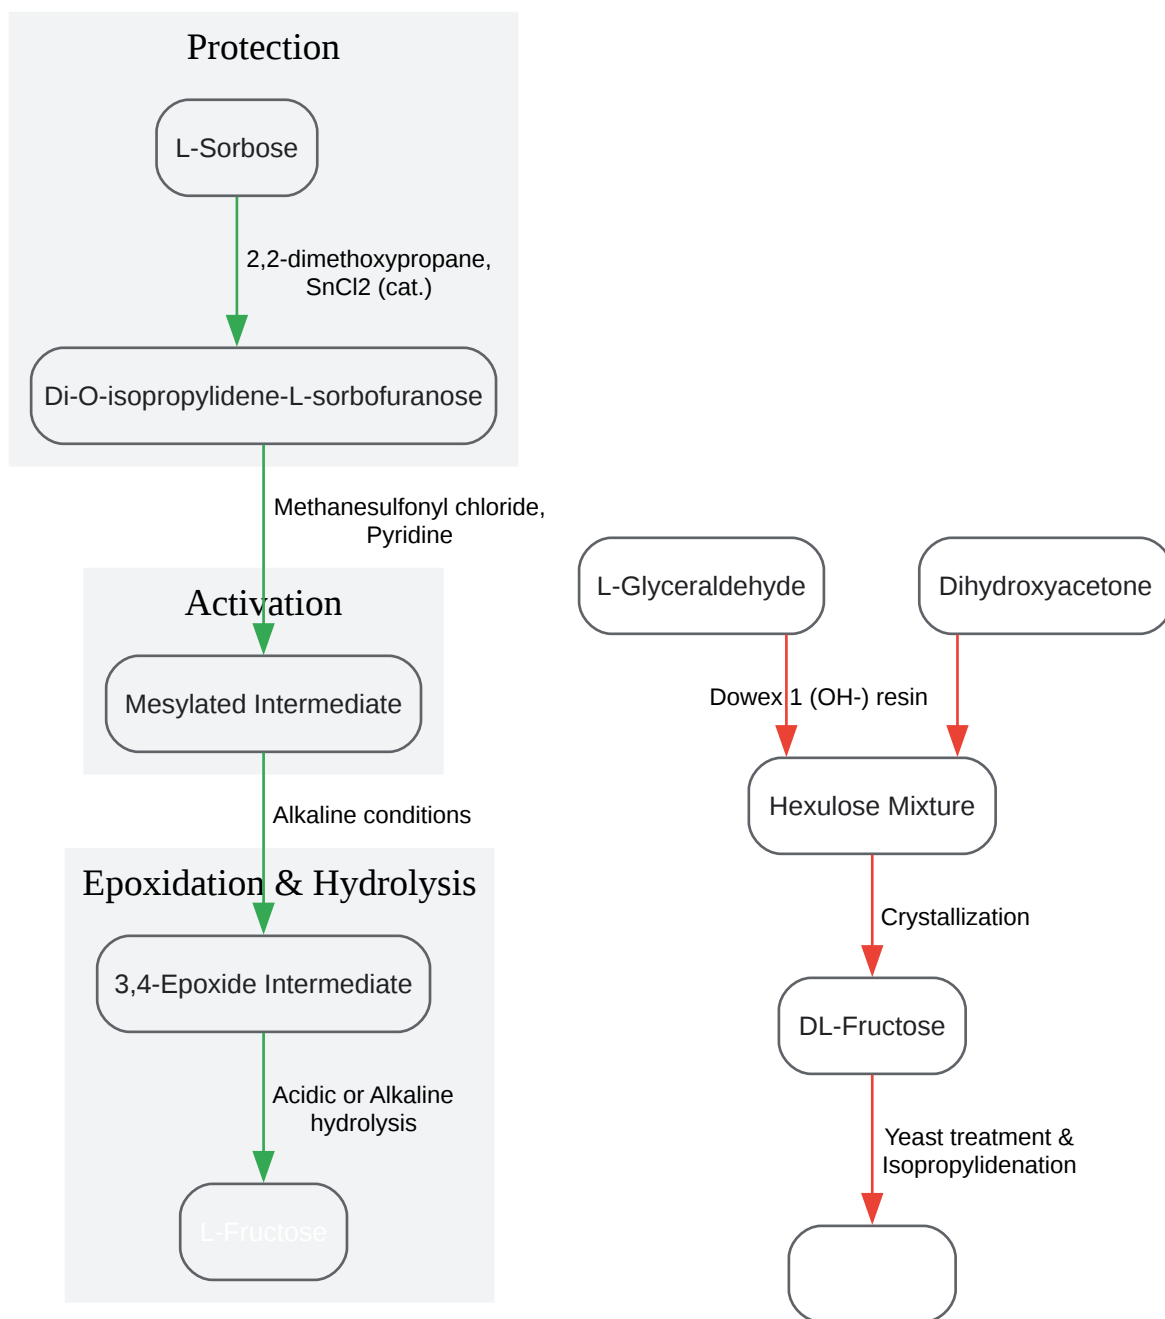 Protection
L-Sorbose
2,2-dimethoxypropane,
SnCl2 (cat.)
Di-O-isopropylidene-L-sorbofuranose
Methanesulfonyl chloride,
Pyridine
Activation
Mesylated Intermediate
Alkaline conditions
Epoxidation & Hydrolysis
3,4-Epoxide Intermediate
Acidic or Alkaline
hydrolysis
L-Fructose
L-Glyceraldehyde
Dihydroxyacetone
Dowex 1 (OH-) resin
Hexulose Mixture
Crystallization
DL-Fructose
Yeast treatment &
Isopropylidenation